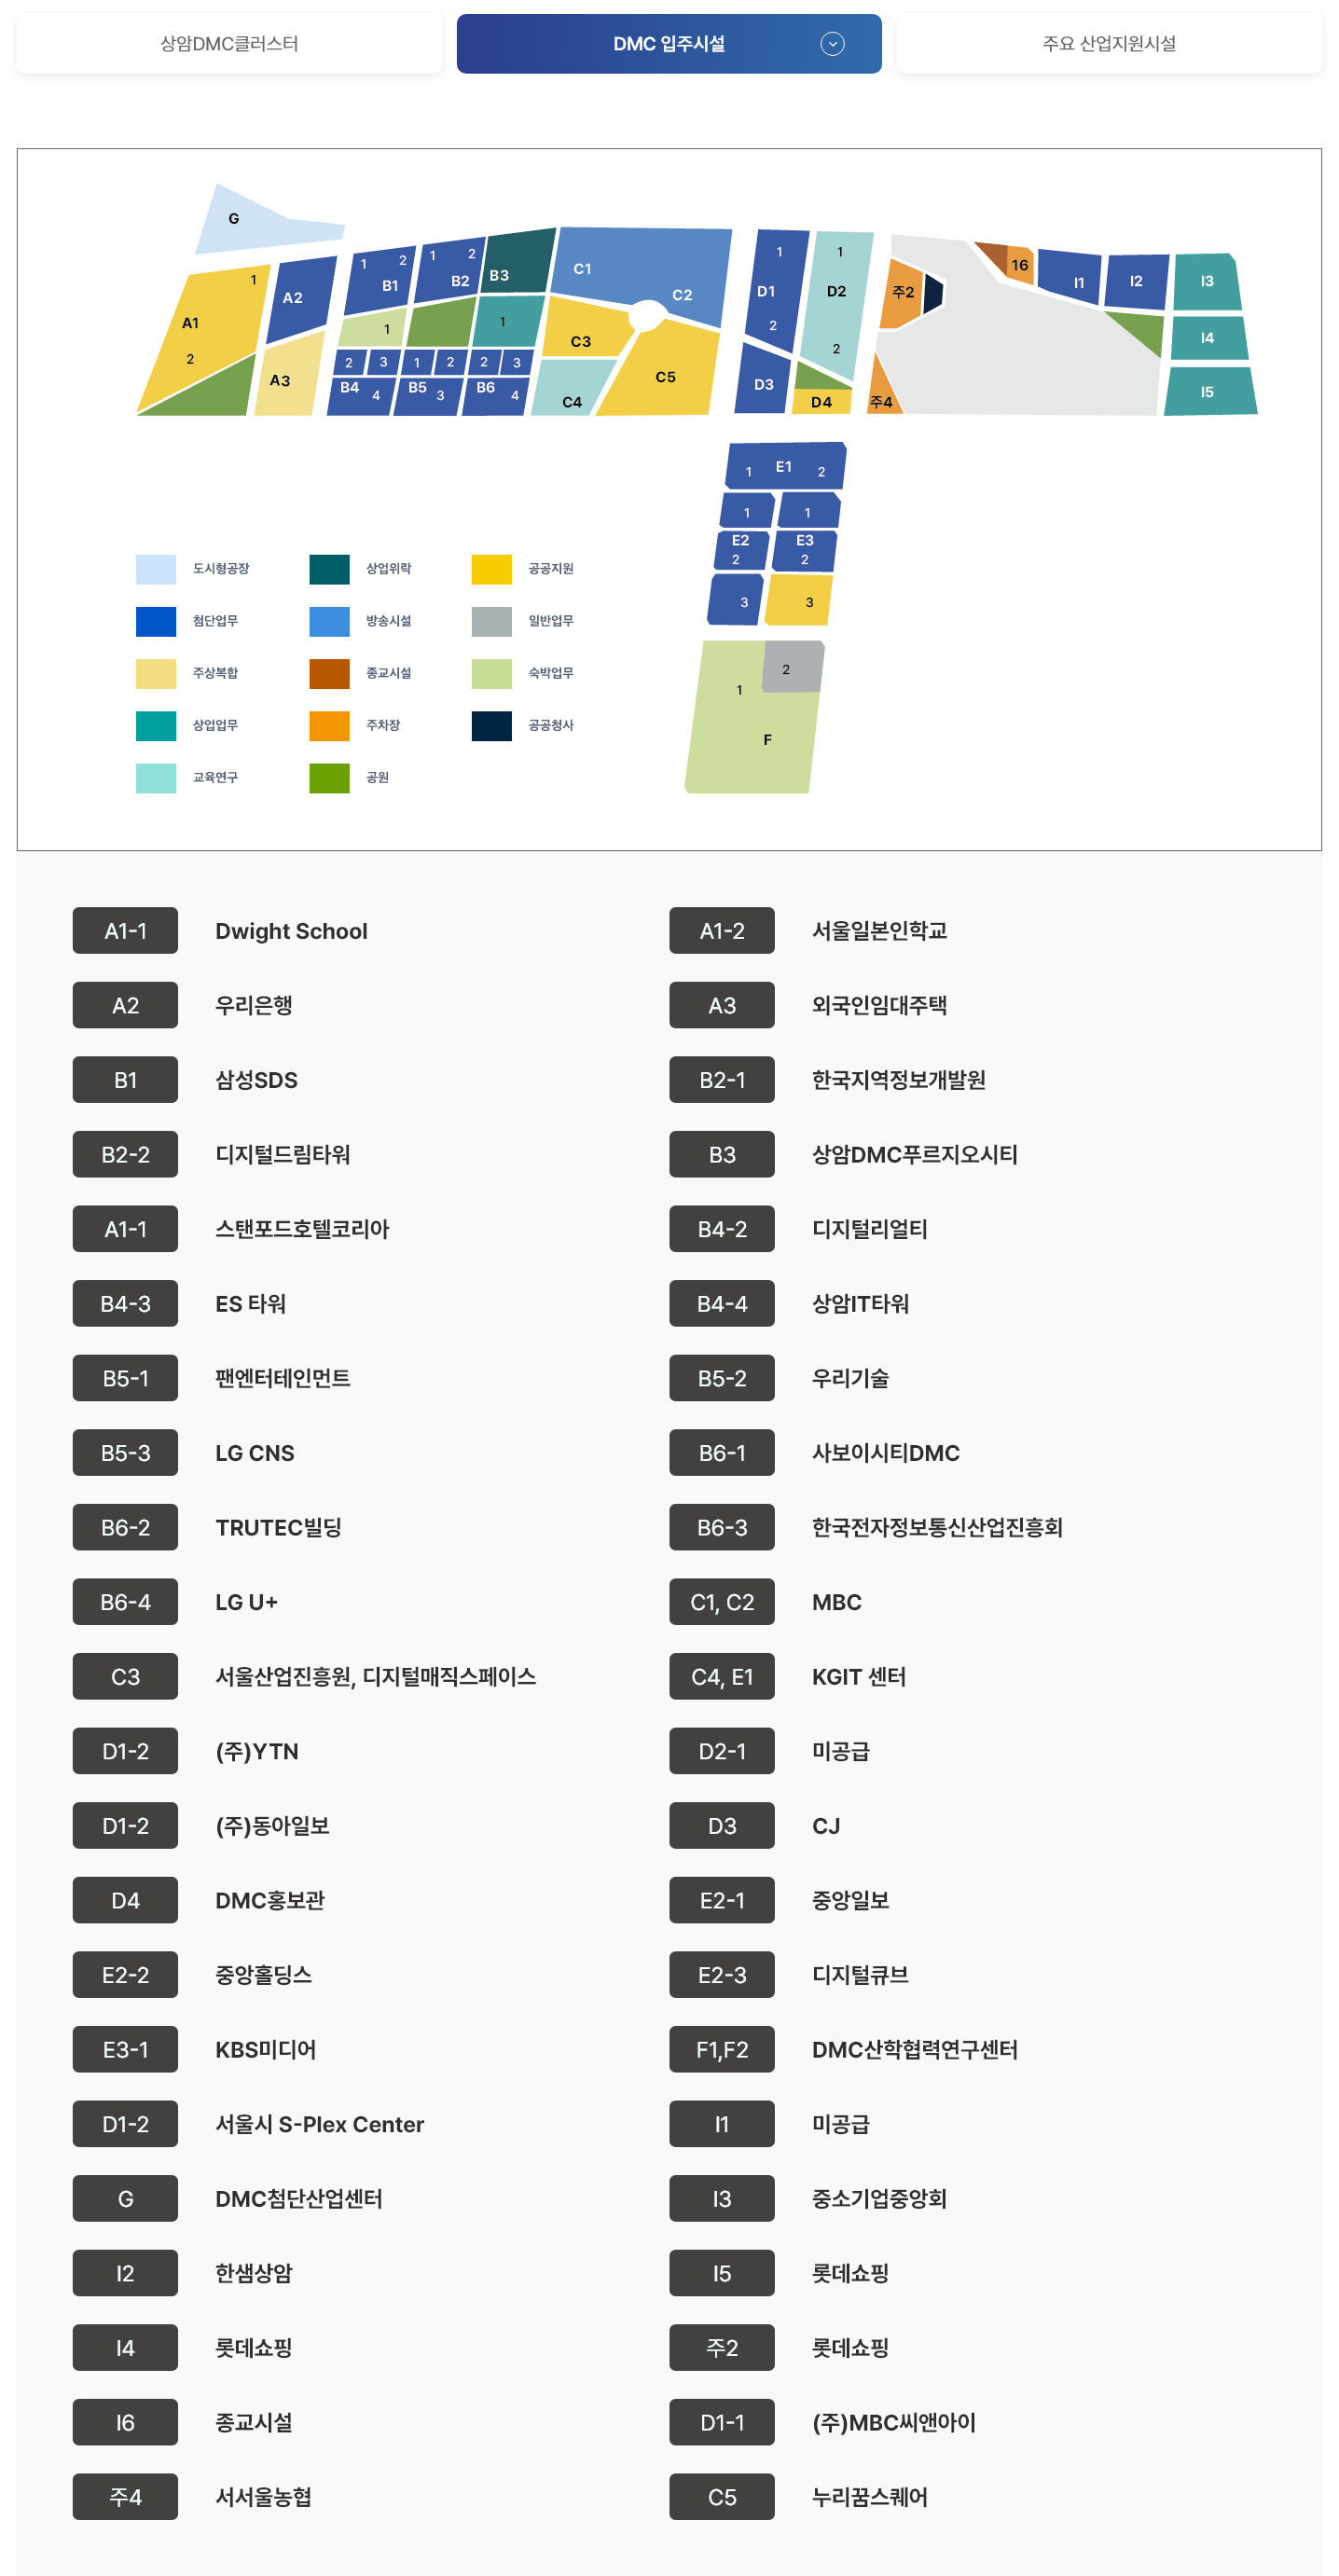 상암DMC클러스터
DMC 입주시설
주요 산업지원시설
G
1
A1
2
A2
A3
1 2
B1
1 2
B2
B3
1
1
2 3
B4 4
1 2
B5 3
2 3
B6 4
C1
C2
C3
C4
C5
1
D1
2
D3
1
D2
2
D4
주2
주4
16
I1
I2
I3
I4
I5
1 E1 2
1
1
E2
2
E3
2
3
3
1
2
F
도시형공장
상업위락
공공지원
첨단업무
방송시설
일반업무
주상복합
종교시설
숙박업무
상업업무
주차장
공공청사
교육연구
공원
A1-1 Dwight School
A1-2 서울일본인학교
A2 우리은행
A3 외국인임대주택
B1 삼성SDS
B2-1 한국지역정보개발원
B2-2 디지털드림타워
B3 상암DMC푸르지오시티
A1-1 스탠포드호텔코리아
B4-2 디지털리얼티
B4-3 ES 타워
B4-4 상암IT타워
B5-1 팬엔터테인먼트
B5-2 우리기술
B5-3 LG CNS
B6-1 사보이시티DMC
B6-2 TRUTEC빌딩
B6-3 한국전자정보통신산업진흥회
B6-4 LG U+
C1, C2 MBC
C3 서울산업진흥원, 디지털매직스페이스
C4, E1 KGIT 센터
D1-2 (주)YTN
D2-1 미공급
D1-2 (주)동아일보
D3 CJ
D4 DMC홍보관
E2-1 중앙일보
E2-2 중앙홀딩스
E2-3 디지털큐브
E3-1 KBS미디어
F1,F2 DMC산학협력연구센터
D1-2 서울시 S-Plex Center
I1 미공급
G DMC첨단산업센터
I3 중소기업중앙회
I2 한샘상암
I5 롯데쇼핑
I4 롯데쇼핑
주2 롯데쇼핑
I6 종교시설
D1-1 (주)MBC씨앤아이
주4 서서울농협
C5 누리꿈스퀘어